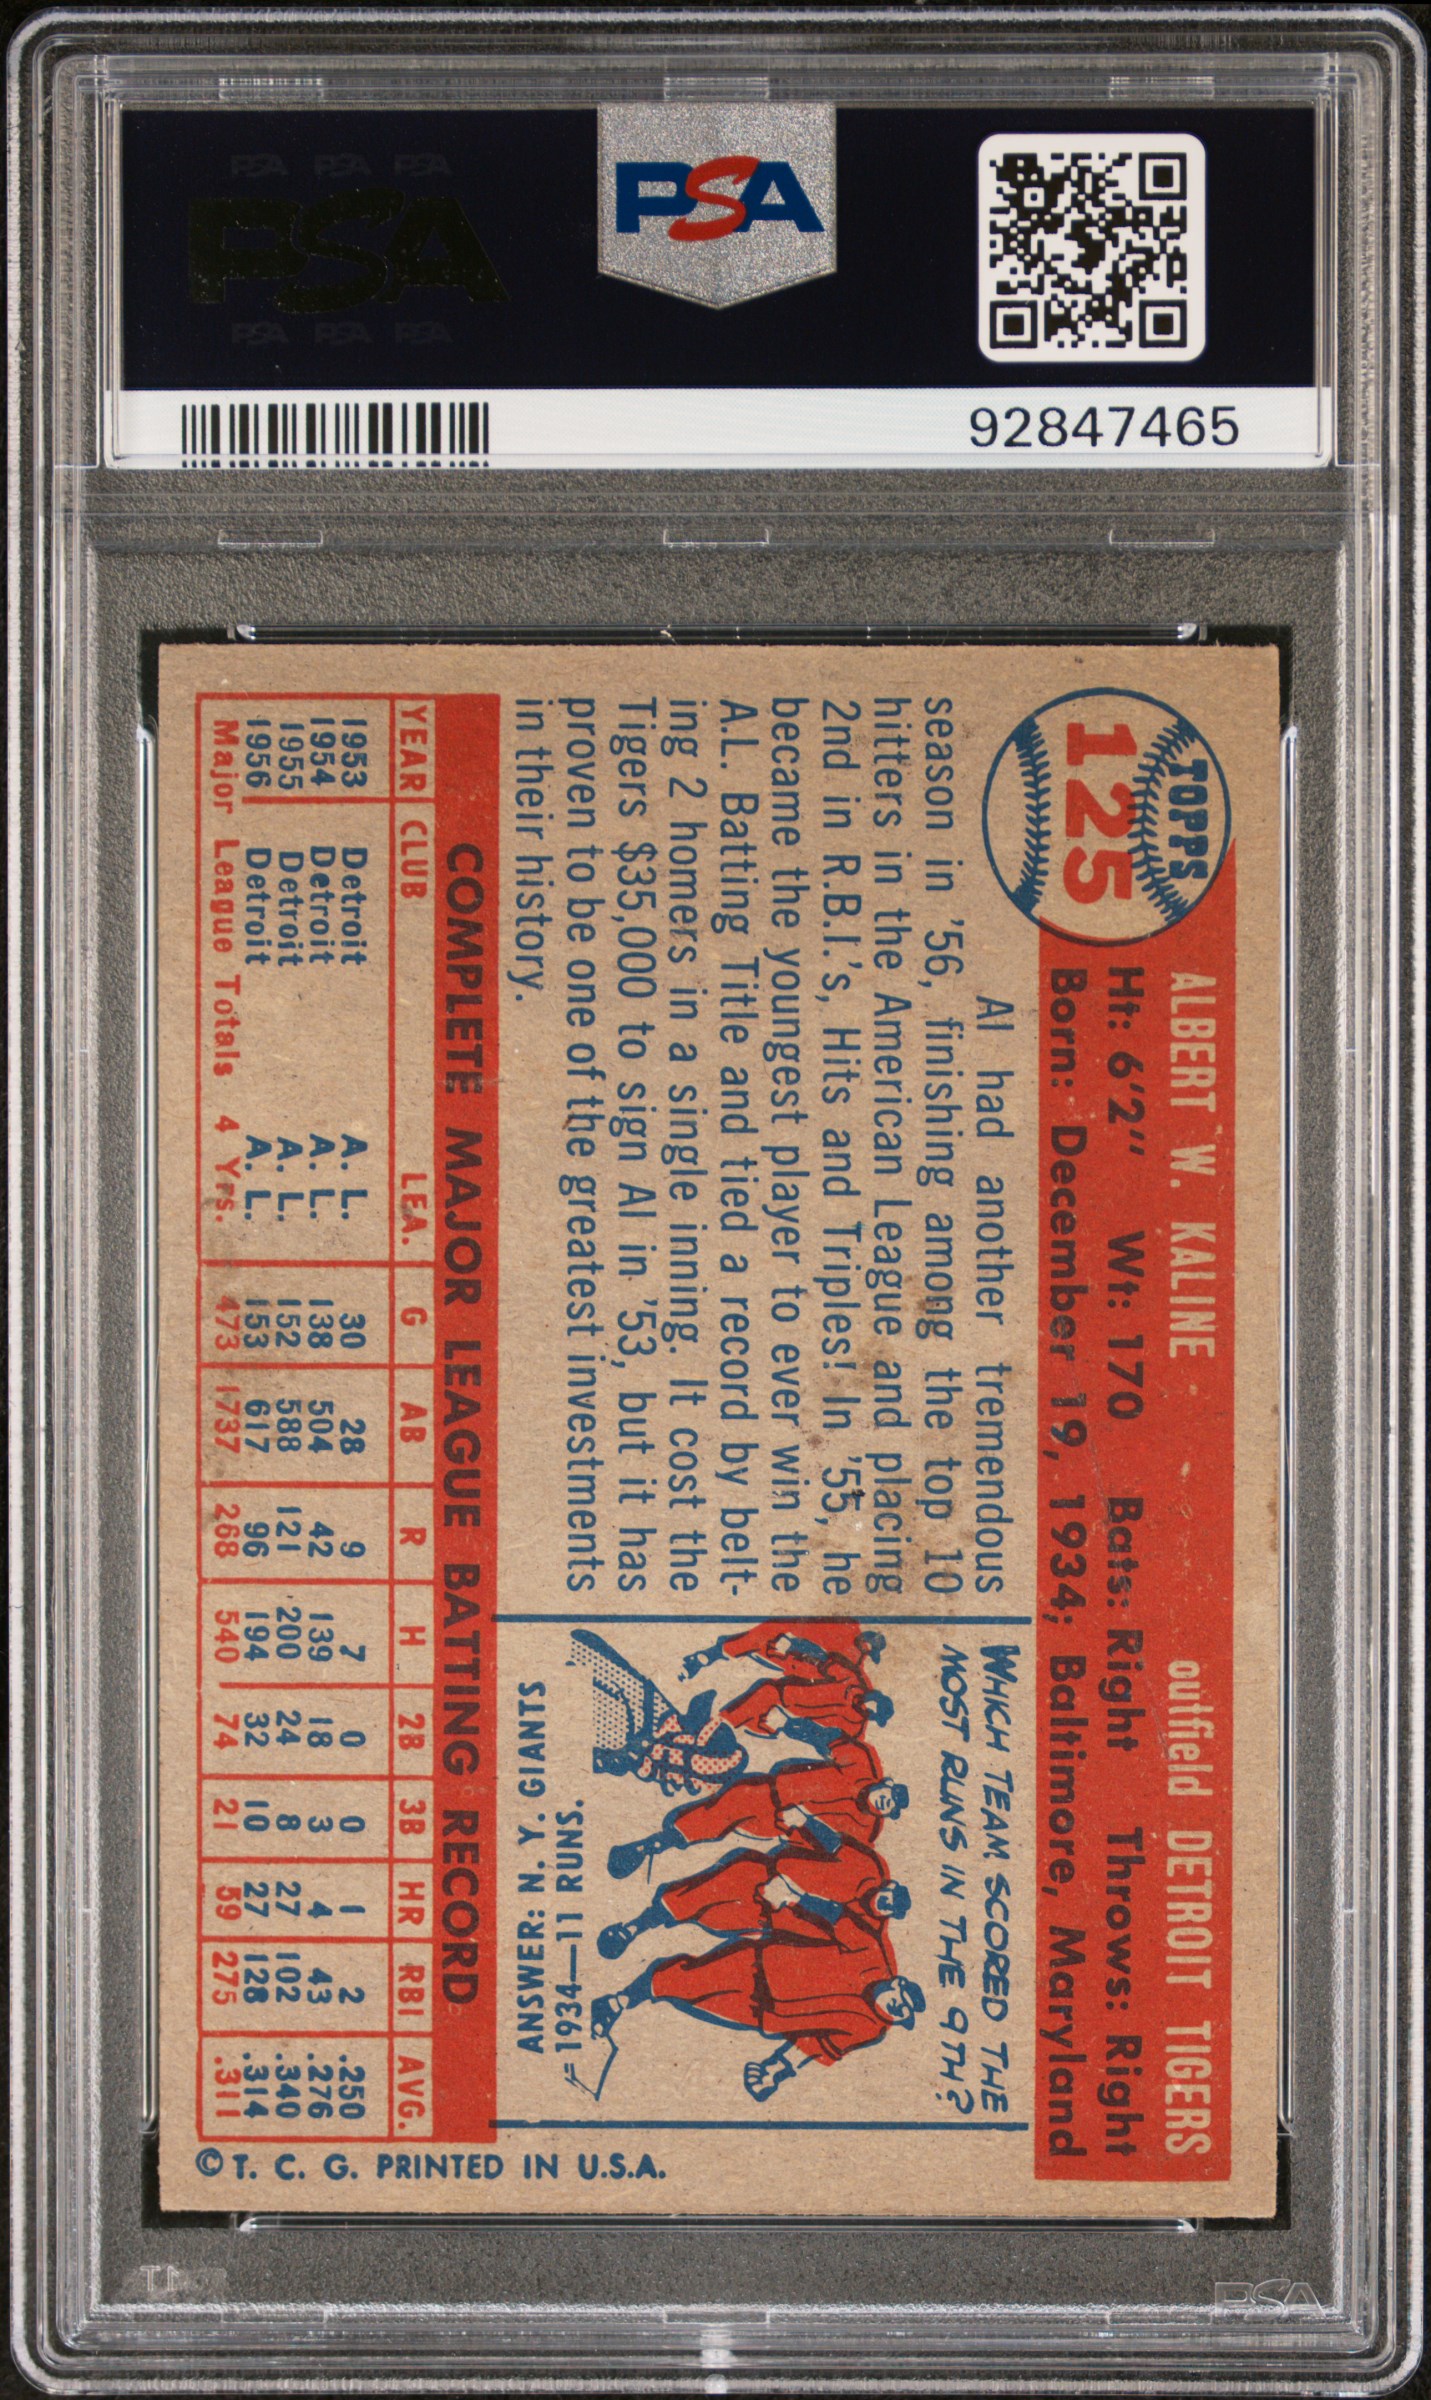 PSA PSA PSA
PSA
PSA PSA PSA
PSA
92847465
TOPPS
125
ALBERT W. KALINE outfield DETROIT TIGERS
Ht: 6'2" Wt: 170 Bats: Right Throws: Right
Born: December 19, 1934; Baltimore, Maryland
Al had another tremendous
season in '56, finishing among the top 10
hitters in the American League and placing
2nd in R.B.I.'s, Hits and Triples! In '55, he
became the youngest player to ever win the
A.L. Batting Title and tied a record by belt-
ing 2 homers in a single inning. It cost the
Tigers $35,000 to sign Al in '53, but it has
proven to be one of the greatest investments
in their history.
WHICH TEAM SCORED THE
MOST RUNS IN THE 9TH?
ANSWER: N. Y. GIANTS
—1934—11 RUNS.
COMPLETE MAJOR LEAGUE BATTING RECORD
YEAR CLUB LEA. G AB R H 2B 3B HR RBI AVG.
1953 Detroit A. L. 30 28 9 7 0 0 1 2 .250
1954 Detroit A. L. 138 504 42 139 18 3 4 43 .276
1955 Detroit A. L. 152 588 121 200 24 8 27 102 .340
1956 Detroit A. L. 153 617 96 194 32 10 27 128 .314
Major League Totals 4 Yrs. 473 1737 268 540 74 21 59 275 .311
© T. C. G. PRINTED IN U.S.A.
PSA